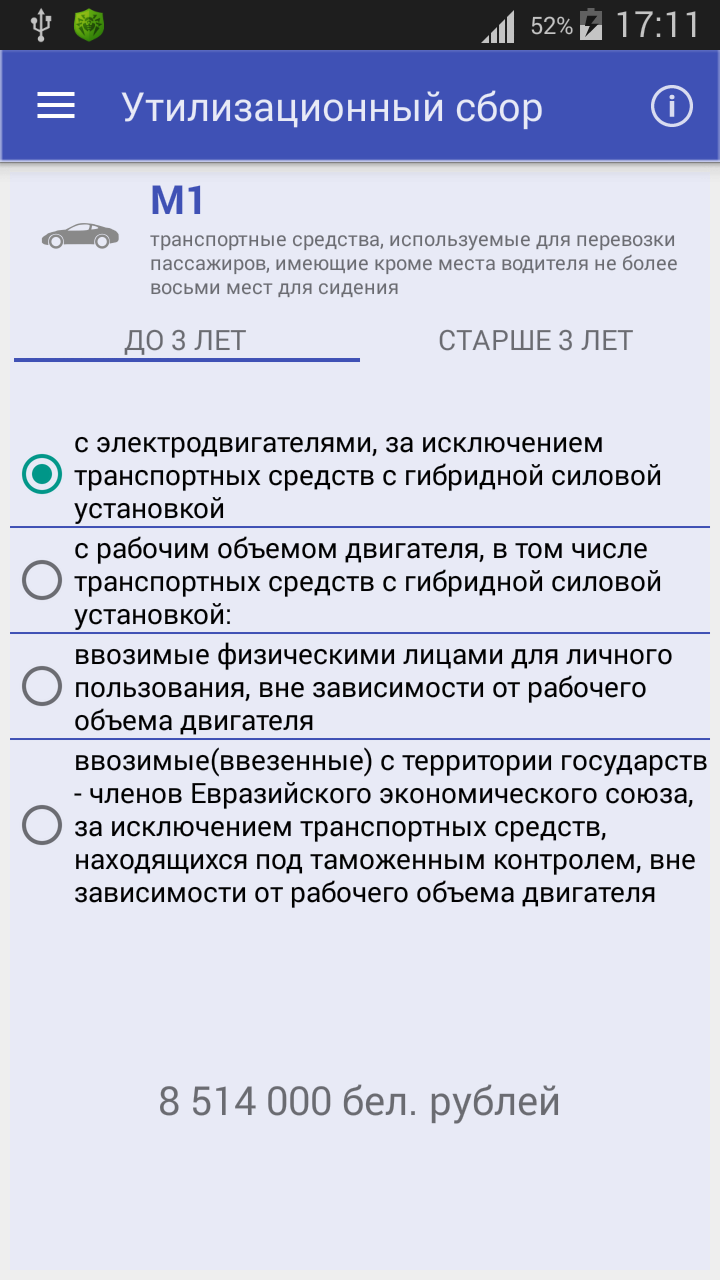 52%
17:11
Утилизационный сбор
M1
транспортные средства, используемые для перевозки
пассажиров, имеющие кроме места водителя не более
восьми мест для сидения
ДО 3 ЛЕТ
СТАРШЕ 3 ЛЕТ
с электродвигателями, за исключением
транспортных средств с гибридной силовой
установкой
с рабочим объемом двигателя, в том числе
транспортных средств с гибридной силовой
установкой:
ввозимые физическими лицами для личного
пользования, вне зависимости от рабочего
объема двигателя
ввозимые(ввезенные) с территории государств
- членов Евразийского экономического союза,
за исключением транспортных средств,
находящихся под таможенным контролем, вне
зависимости от рабочего объема двигателя
8 514 000 бел. рублей